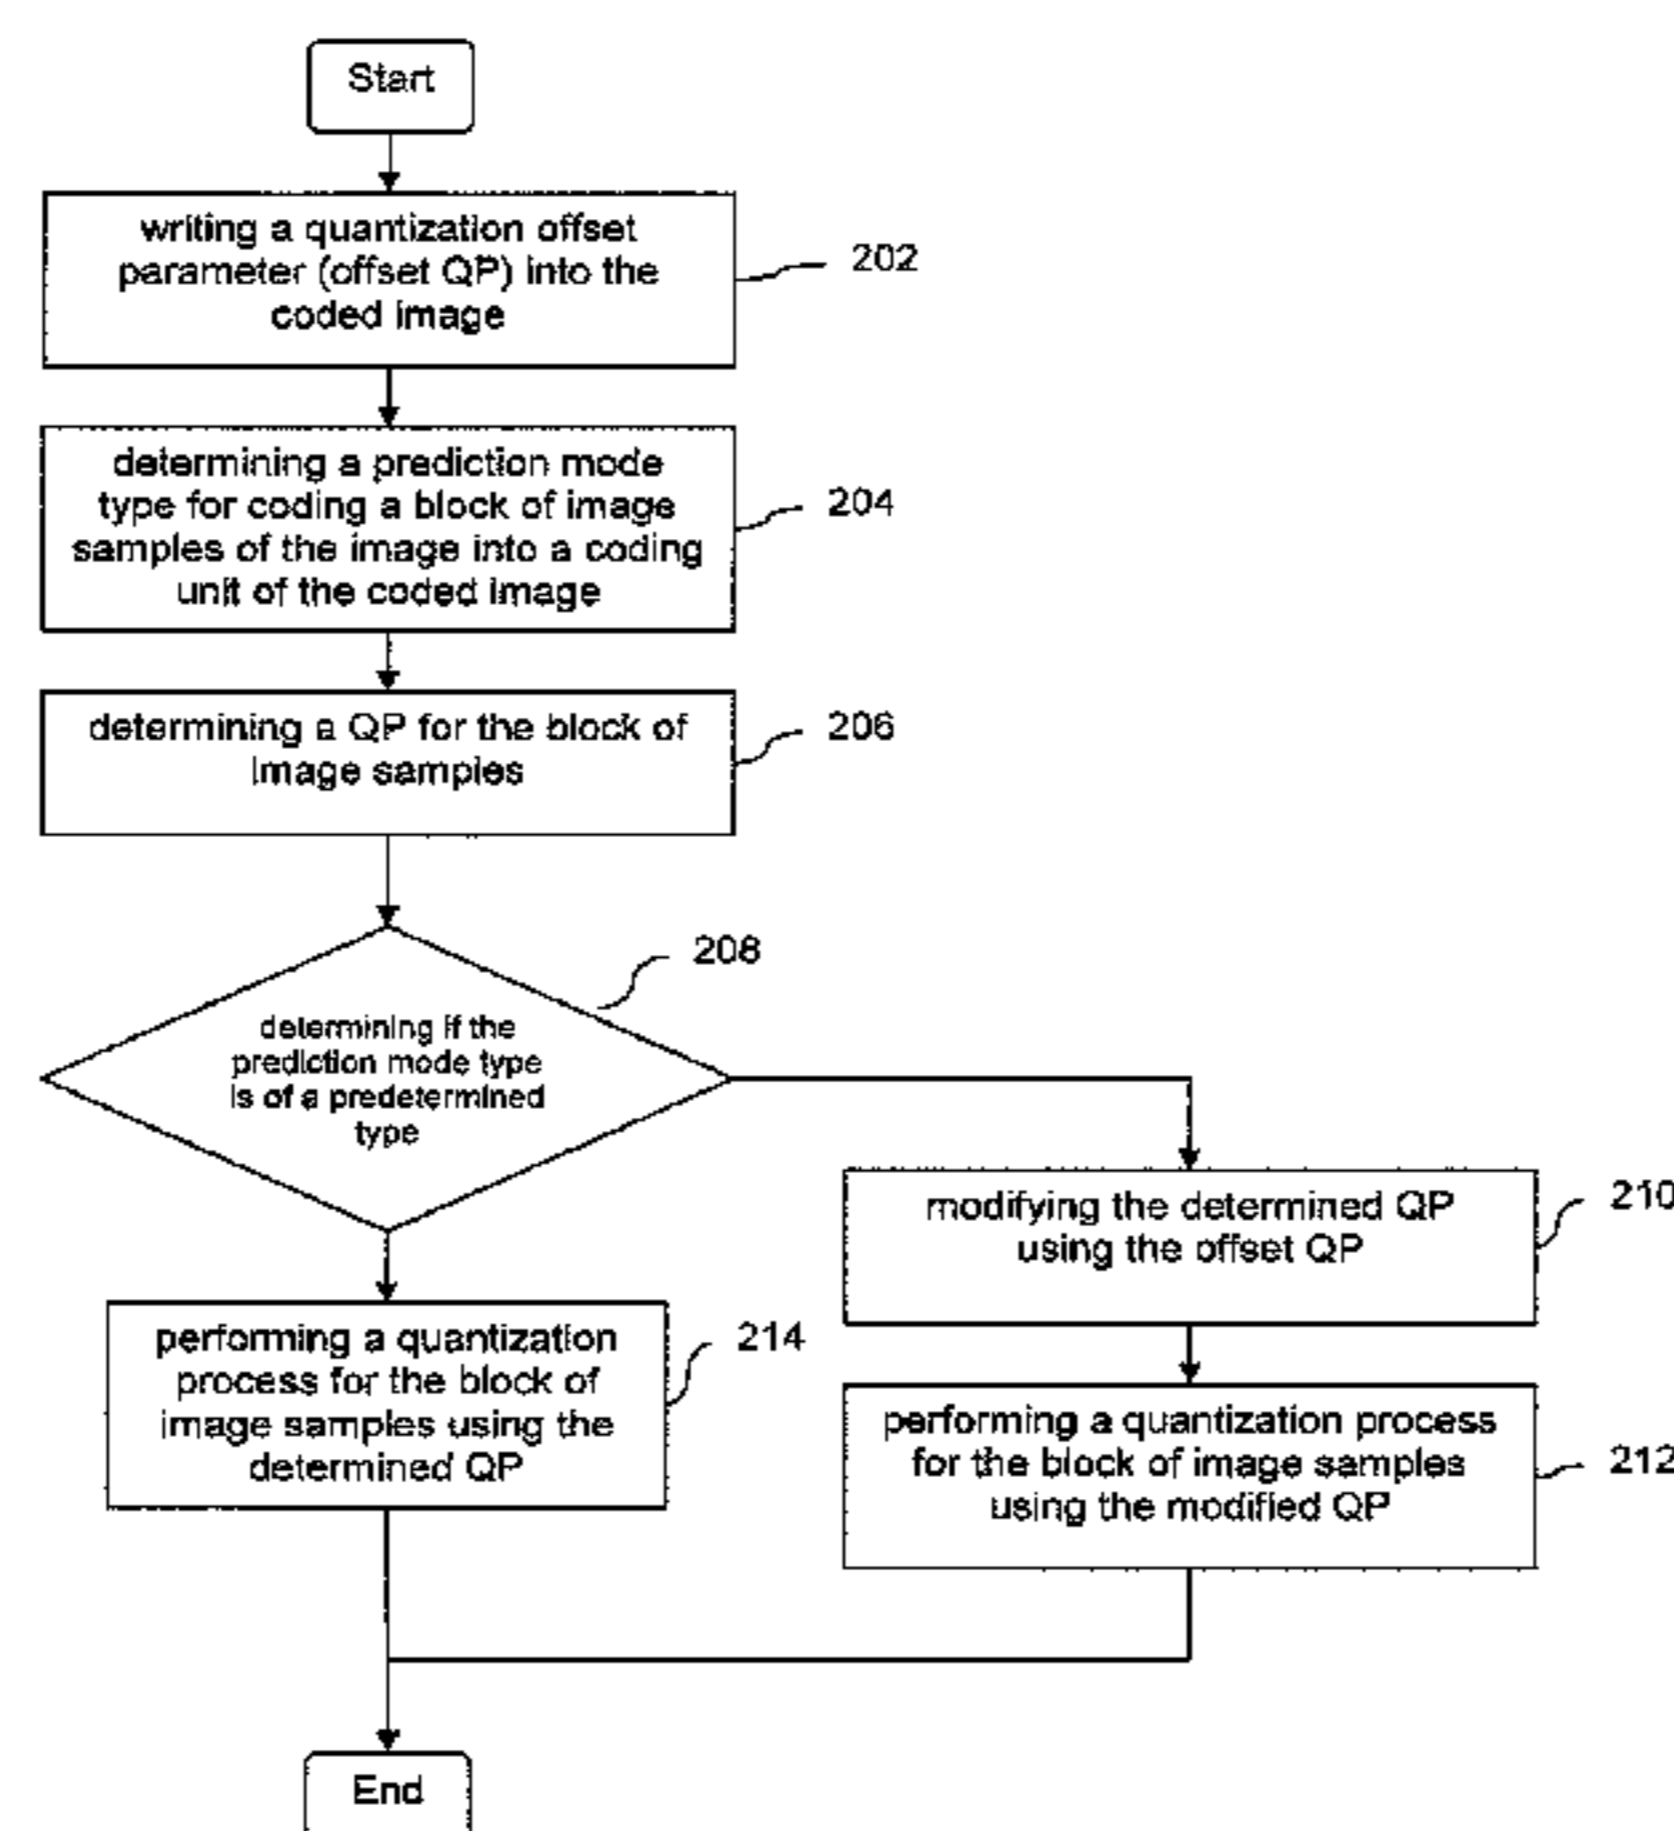 Start
writing a quantization offset
parameter (offset QP) into the
coded image
202
determining a prediction mode
type for coding a block of image
samples of the image into a coding
unit of the coded image
204
determining a QP for the block of
image samples
206
208
determining if the
prediction mode type
is of a predetermined
type
modifying the determined QP
using the offset QP
210
performing a quantization
process for the block of
image samples using the
determined QP
214
performing a quantization process
for the block of image samples
using the modified QP
212
End